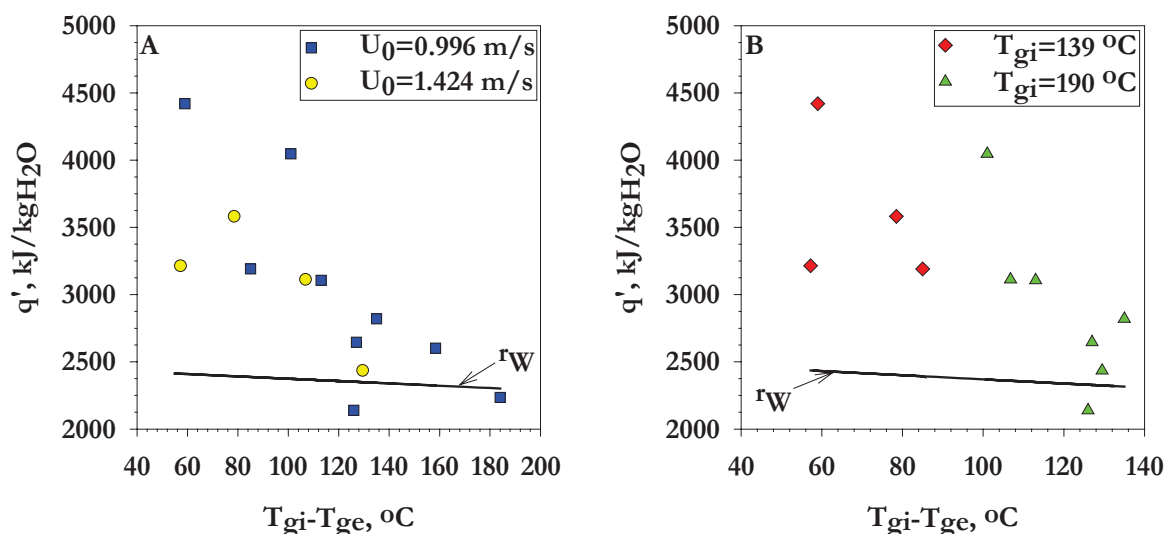 A
U0=0.996 m/s
U0=1.424 m/s
5000
4500
4000
3500
3000
2500
2000
q', kJ/kgH2O
rW
40 60 80 100 120 140 160 180 200
Tgi-Tge, oC
B
Tgi=139 oC
Tgi=190 oC
5000
4500
4000
3500
3000
2500
2000
q', kJ/kgH2O
rW
40 60 80 100 120 140
Tgi-Tge, oC